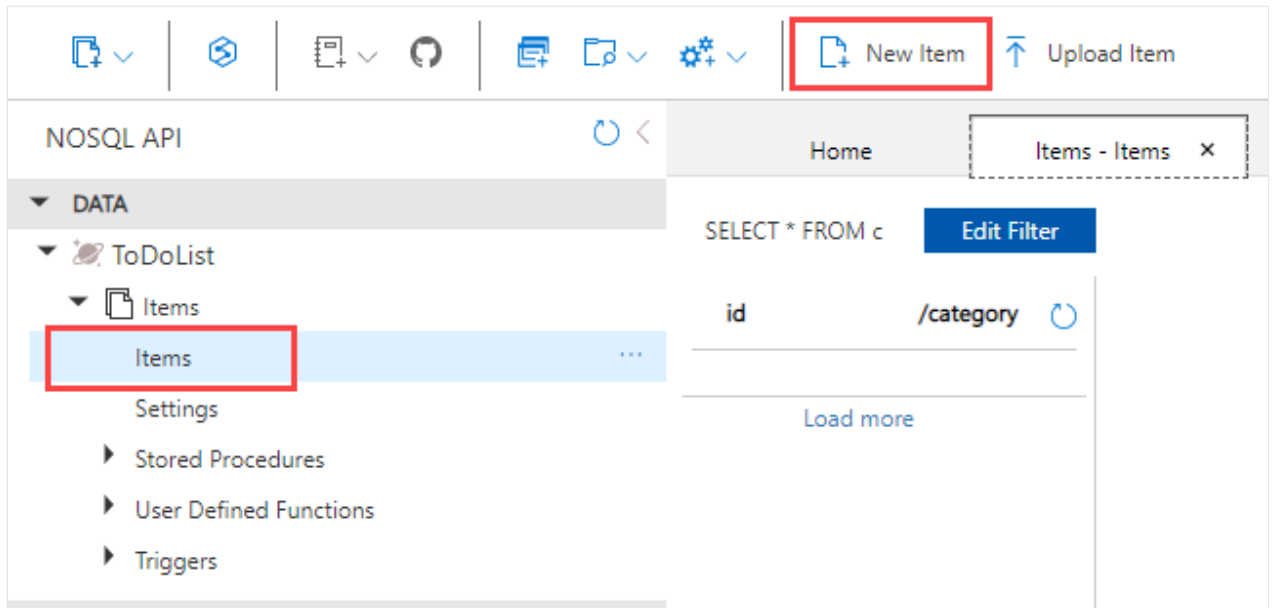 New Item
Upload Item
NOSQL API
Home
Items - Items
DATA
SELECT * FROM c
Edit Filter
ToDoList
Items
id
/category
Items
...
Settings
Load more
Stored Procedures
User Defined Functions
Triggers